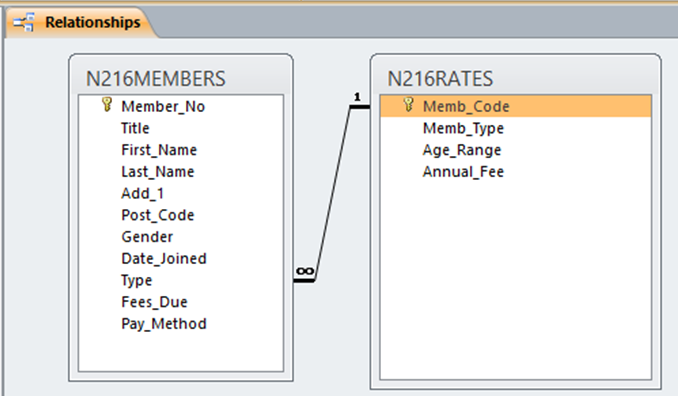 Relationships
N216MEMBERS
Member_No
Title
First_Name
Last_Name
Add_1
Post_Code
Gender
Date_Joined
Type
Fees_Due
Pay_Method
1
∞
N216RATES
Memb_Code
Memb_Type
Age_Range
Annual_Fee